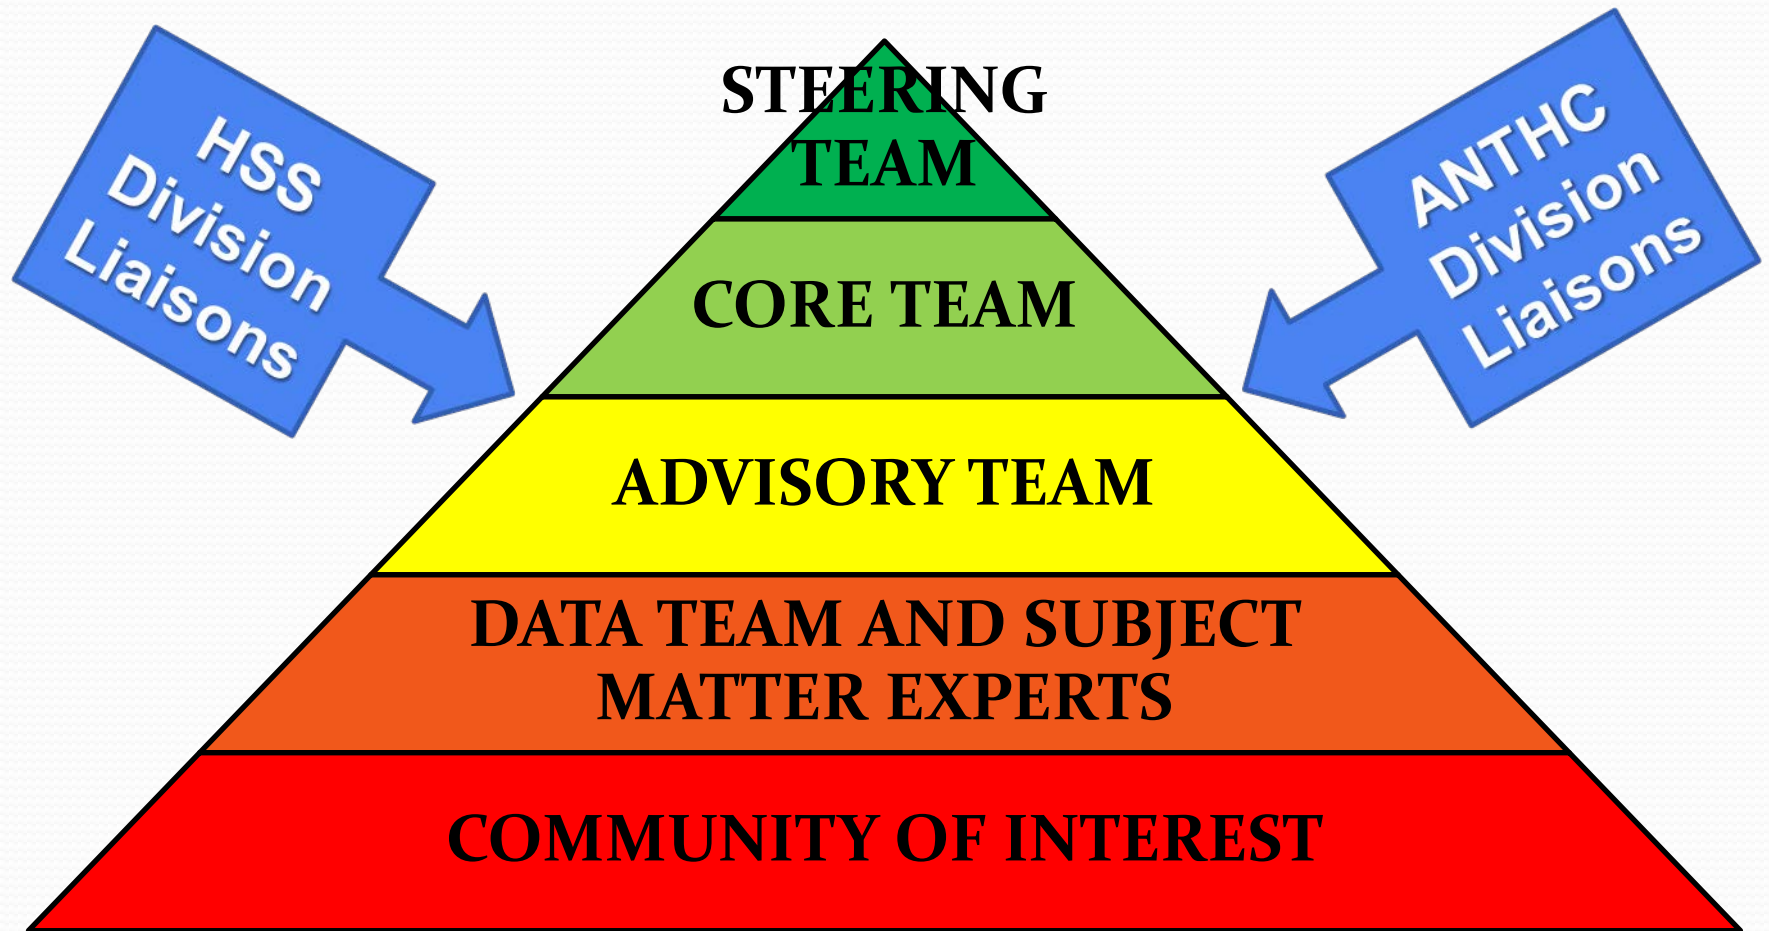 HSS
Division
Liaisons
STEERING
TEAM
ANTHC
Division
Liaisons
CORE TEAM
ADVISORY TEAM
DATA TEAM AND SUBJECT
MATTER EXPERTS
COMMUNITY OF INTEREST